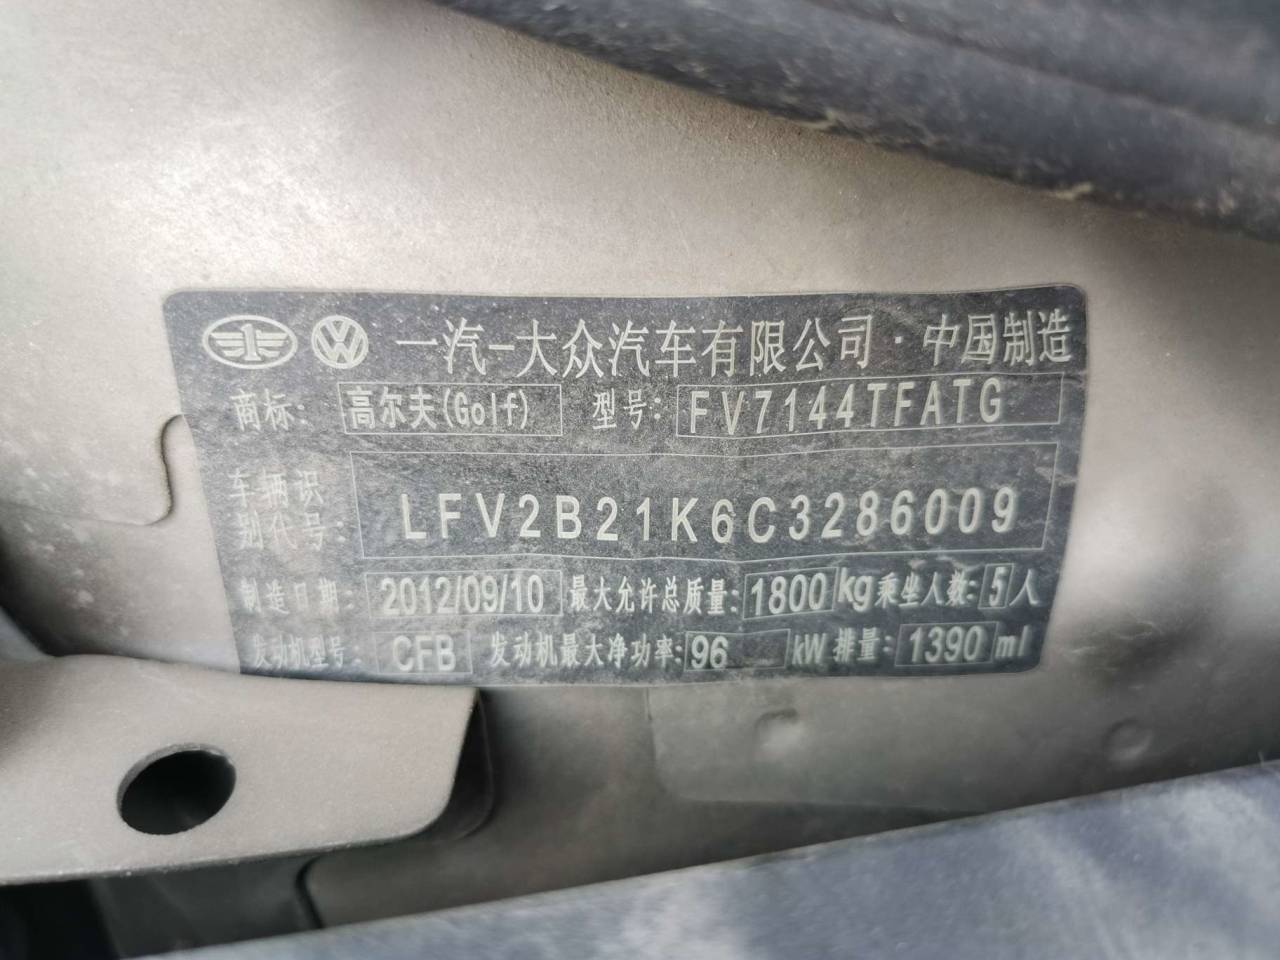 一汽-大众汽车有限公司·中国制造
商标: 高尔夫(Golf) 型号: FV7144TFATG
车辆识
别代号: LFV2B21K6C3286009
制造日期: 2012/09/10 最大允许总质量: 1800 kg 乘坐人数: 5 人
发动机型号: CFB 发动机最大净功率: 96 kW 排量: 1390 ml